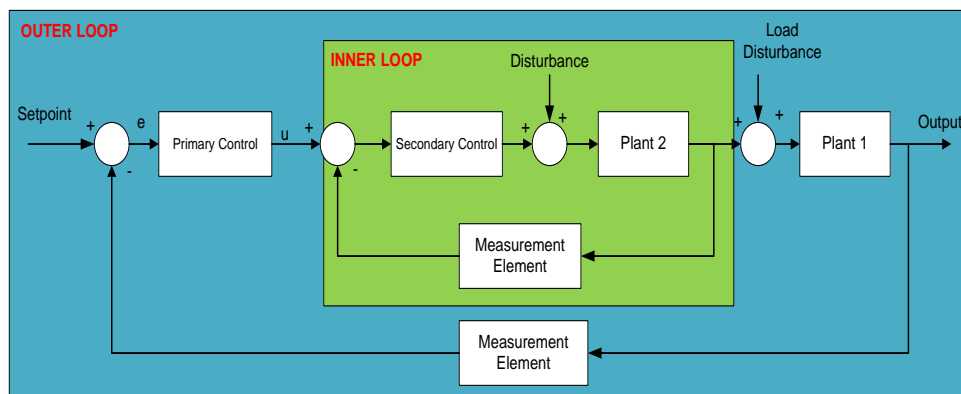 OUTER LOOP
Load
Disturbance
INNER LOOP
Disturbance
Setpoint
+
e
Primary Control
u
+
Secondary Control
+
+
Plant 2
+
+
Plant 1
Output
-
-
Measurement
Element
Measurement
Element